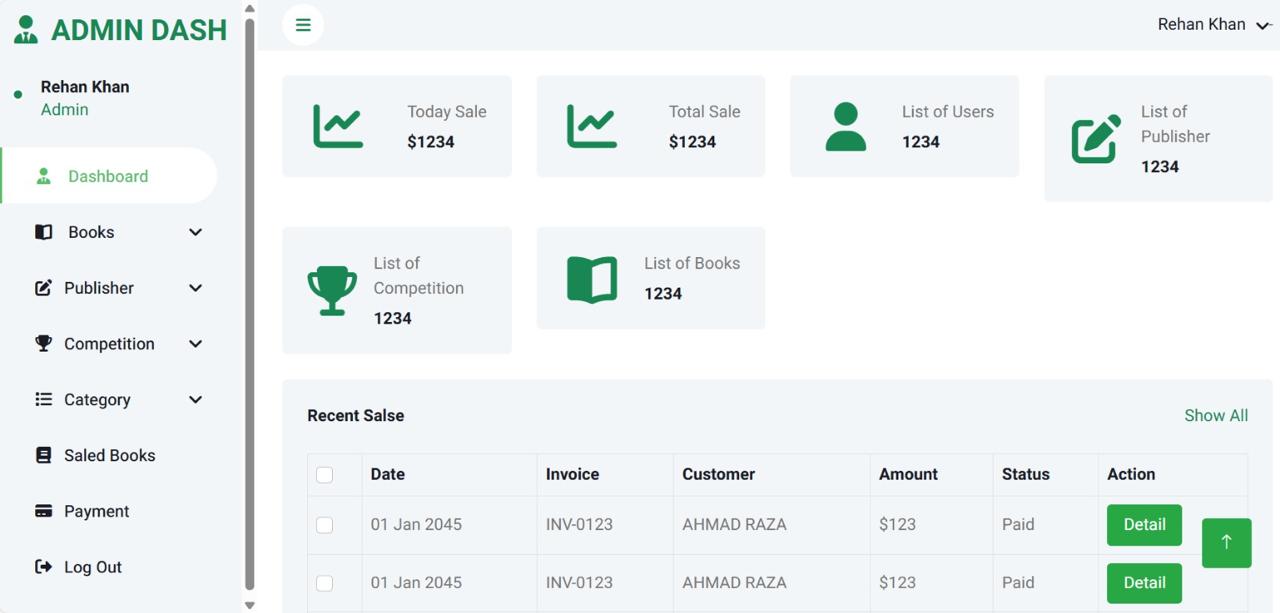 ADMIN DASH
Rehan Khan
Rehan Khan
Admin
Dashboard
Books
Publisher
Competition
Category
Saled Books
Payment
Log Out
Today Sale
$1234
Total Sale
$1234
List of Users
1234
List of
Publisher
1234
List of
Competition
1234
List of Books
1234
Recent Salse
Show All
Date Invoice Customer Amount Status Action
01 Jan 2045 INV-0123 AHMAD RAZA $123 Paid Detail
01 Jan 2045 INV-0123 AHMAD RAZA $123 Paid Detail